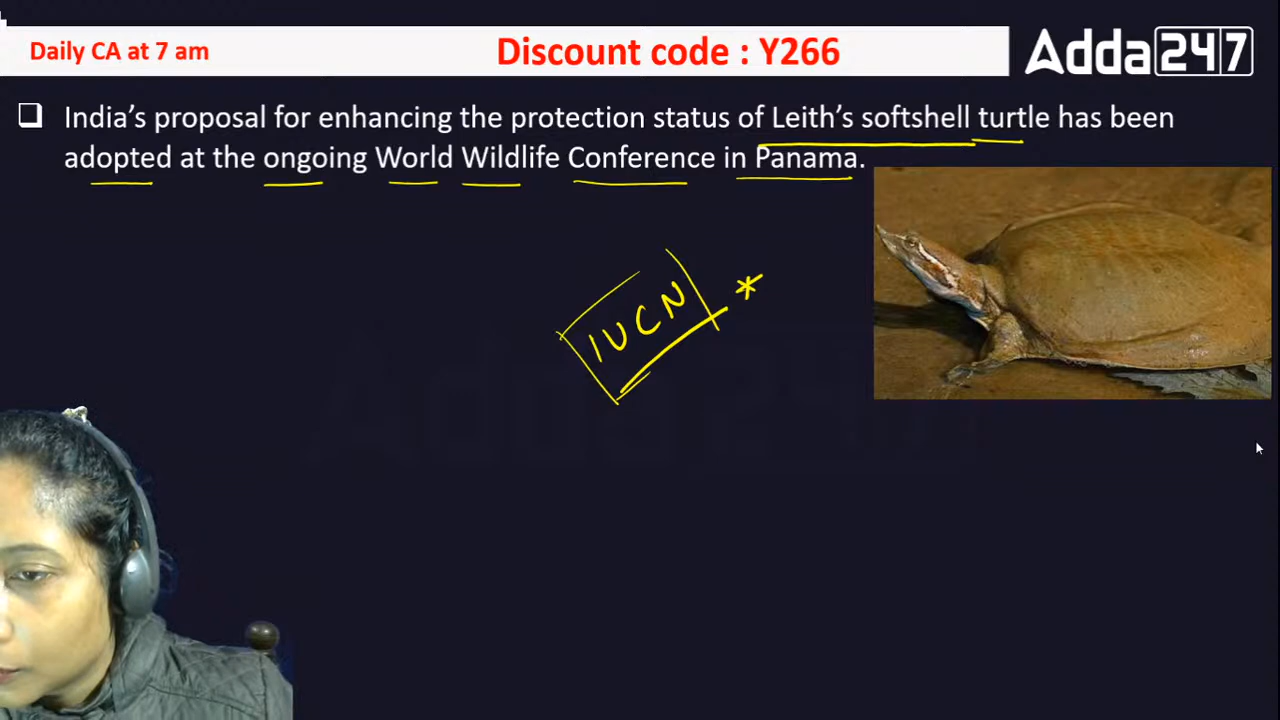 Daily CA at 7 am
Discount code : Y266
Adda247
India's proposal for enhancing the protection status of Leith's softshell turtle has been
adopted at the ongoing World Wildlife Conference in Panama.
IUCN *
Adda247